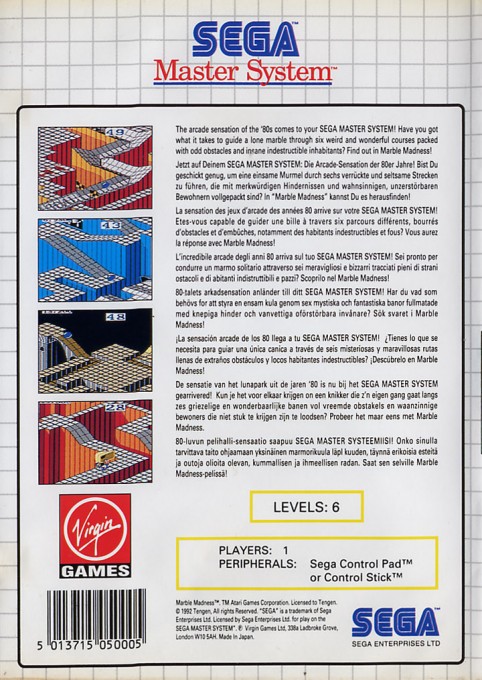 SEGA
Master System™
49
43
48
28
The arcade sensation of the '80s comes to your SEGA MASTER SYSTEM! Have you got
what it takes to guide a lone marble through six weird and wonderful courses packed
with odd obstacles and insane indestructible inhabitants? Find out in Marble Madness!
Jetzt auf Deinem SEGA MASTER SYSTEM: Die Arcade-Sensation der 80er Jahre! Bist Du
geschickt genug, um eine einsame Murmel durch sechs verrückte und seltsame Strecken
zu führen, die mit merkwürdigen Hindernissen und wahnsinnigen, unzerstörbaren
Bewohnern vollgepackt sind? In "Marble Madness" kannst Du es herausfinden!
La sensation des jeux d'arcade des années 80 arrive sur votre SEGA MASTER SYSTEM!
Etes-vous capable de guider une bille à travers six parcours différents, bourrés
d'obstacles et d'embûches, notamment des habitants indestructibles et fous? Vous aurez
la réponse avec Marble Madness!
L'incredibile arcade degli anni 80 arriva sul tuo SEGA MASTER SYSTEM! Sei pronto per
condurre un marmo solitario attraverso sei meravigliosi e bizzarri tracciati pieni di strani
ostacoli e di abitanti indistruttibili e pazzi? Scoprilo nel Marble Madness!
80-talets arkadsensation anländer till ditt SEGA MASTER SYSTEM! Har du vad som
behövs för att styra en ensam kula genom sex mystiska och fantastiska banor fullmatade
med knepiga hinder och vanvettiga oförstörbara invånare? Sök svaret i Marble
Madness!
¡La sensación arcade de los 80 llega a tu SEGA MASTER SYSTEM! ¿Tienes lo que se
necesita para guiar una única canica a través de seis misteriosas y maravillosas rutas
llenas de extraños obstáculos y locos habitantes indestructibles? ¡Descúbrelo en Marble
Madness!
De sensatie van het lunapark uit de jaren '80 is nu bij het SEGA MASTER SYSTEM
gearriveerd! Kun je het voor elkaar krijgen on een knikker die z'n eigen gang gaat langs
zes griezelige en wonderbaarlijke banen vol vreemde obstakels en waanzinnige
bewoners die niet stuk te krijgen zijn te loodsen? Probeer het maar eens met Marble
Madness.
80-luvun pelihalli-sensaatio saapuu SEGA MASTER SYSTEEMIISI! Onko sinulla
tarvittava taito ohjaamaan yksinäinen marmorikuula läpi kuuden, täynnä erikoisia esteitä
ja outoja olioita olevan, kummallisen ja ihmeellisen radan. Saat sen selville Marble
Madness-pelissä!
Virgin
GAMES
LEVELS: 6
PLAYERS: 1
PERIPHERALS: Sega Control Pad™
or Control Stick™
5 013715 050005
Marble Madness™. TM Atari Games Corporation. Licensed to Tengen.
© 1992 Tengen, All rights Reserved. "SEGA" is a trademark of Sega
Enterprises Ltd. Licensed by Sega Enterprises Ltd. for play on the
SEGA MASTER SYSTEM™. © Virgin Games Ltd, 338a Ladbroke Grove,
London W10 5AH. Made In Japan.
SEGA™
SEGA ENTERPRISES LTD